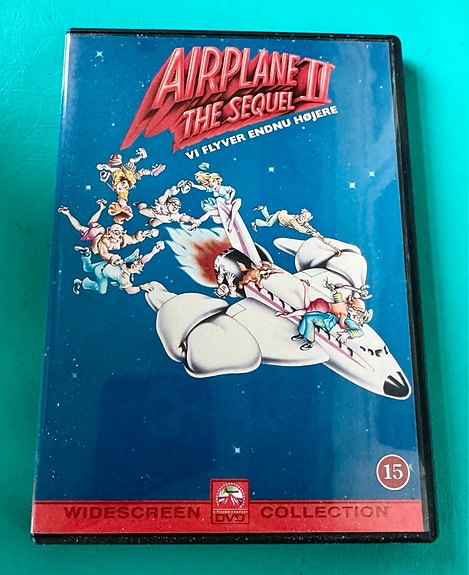 AIRPLANE II
THE SEQUEL
VI FLYVER ENDNU HØJERE
15
WIDESCREEN DVD COLLECTION